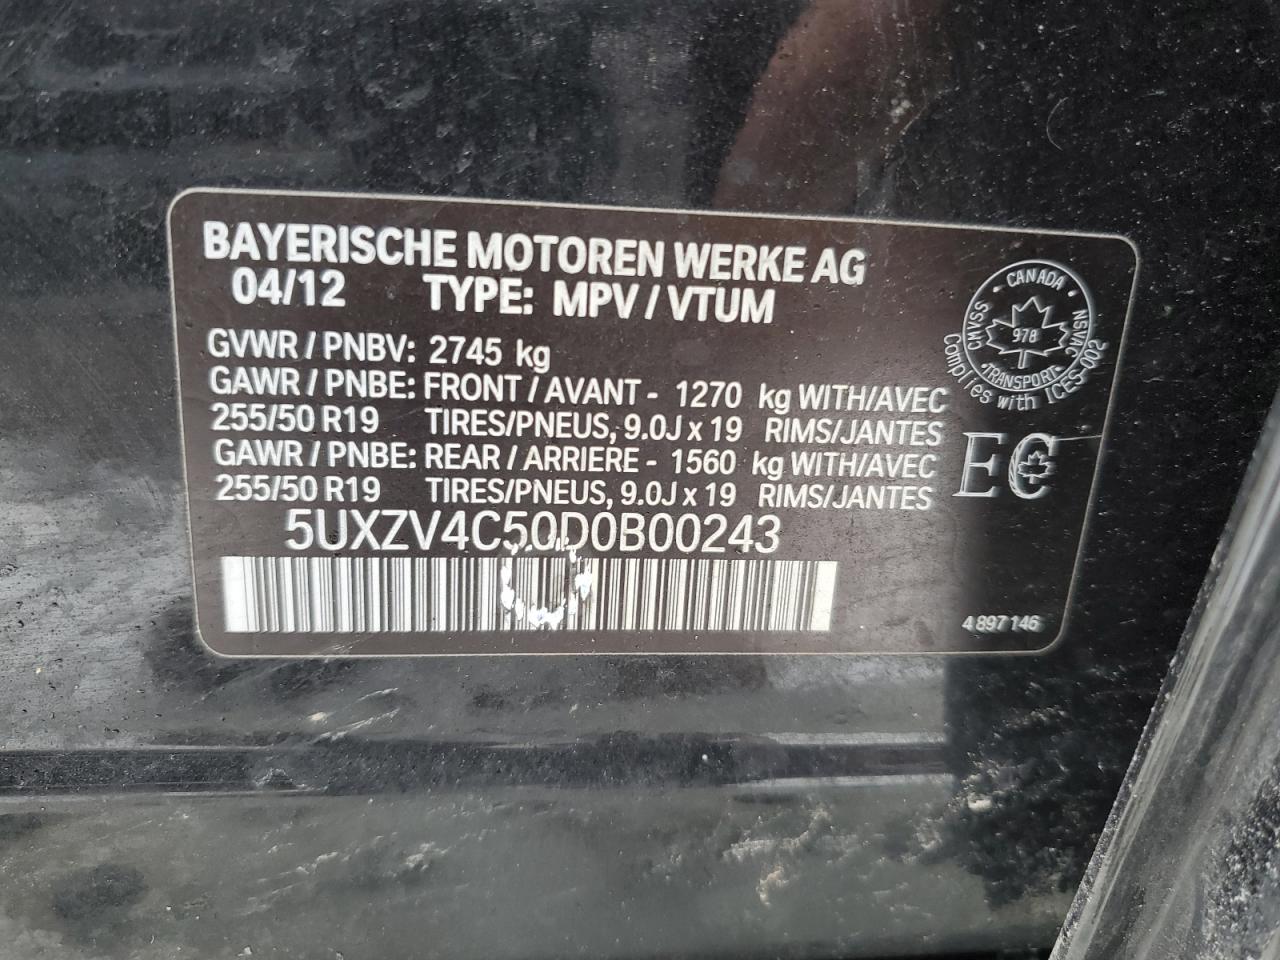 BAYERISCHE MOTOREN WERKE AG
04/12 TYPE: MPV / VTUM
GVWR / PNBV: 2745 kg
GAWR / PNBE: FRONT / AVANT - 1270 kg WITH/AVEC
255/50 R19 TIRES/PNEUS, 9.0J x 19 RIMS/JANTES
GAWR / PNBE: REAR / ARRIERE - 1560 kg WITH/AVEC
255/50 R19 TIRES/PNEUS, 9.0J x 19 RIMS/JANTES
5UXZV4C50D0B00243
CANADA
CMVSS
NSVAC
978
TRANSPORT
Complies with ICES-002
EC
4 897 146